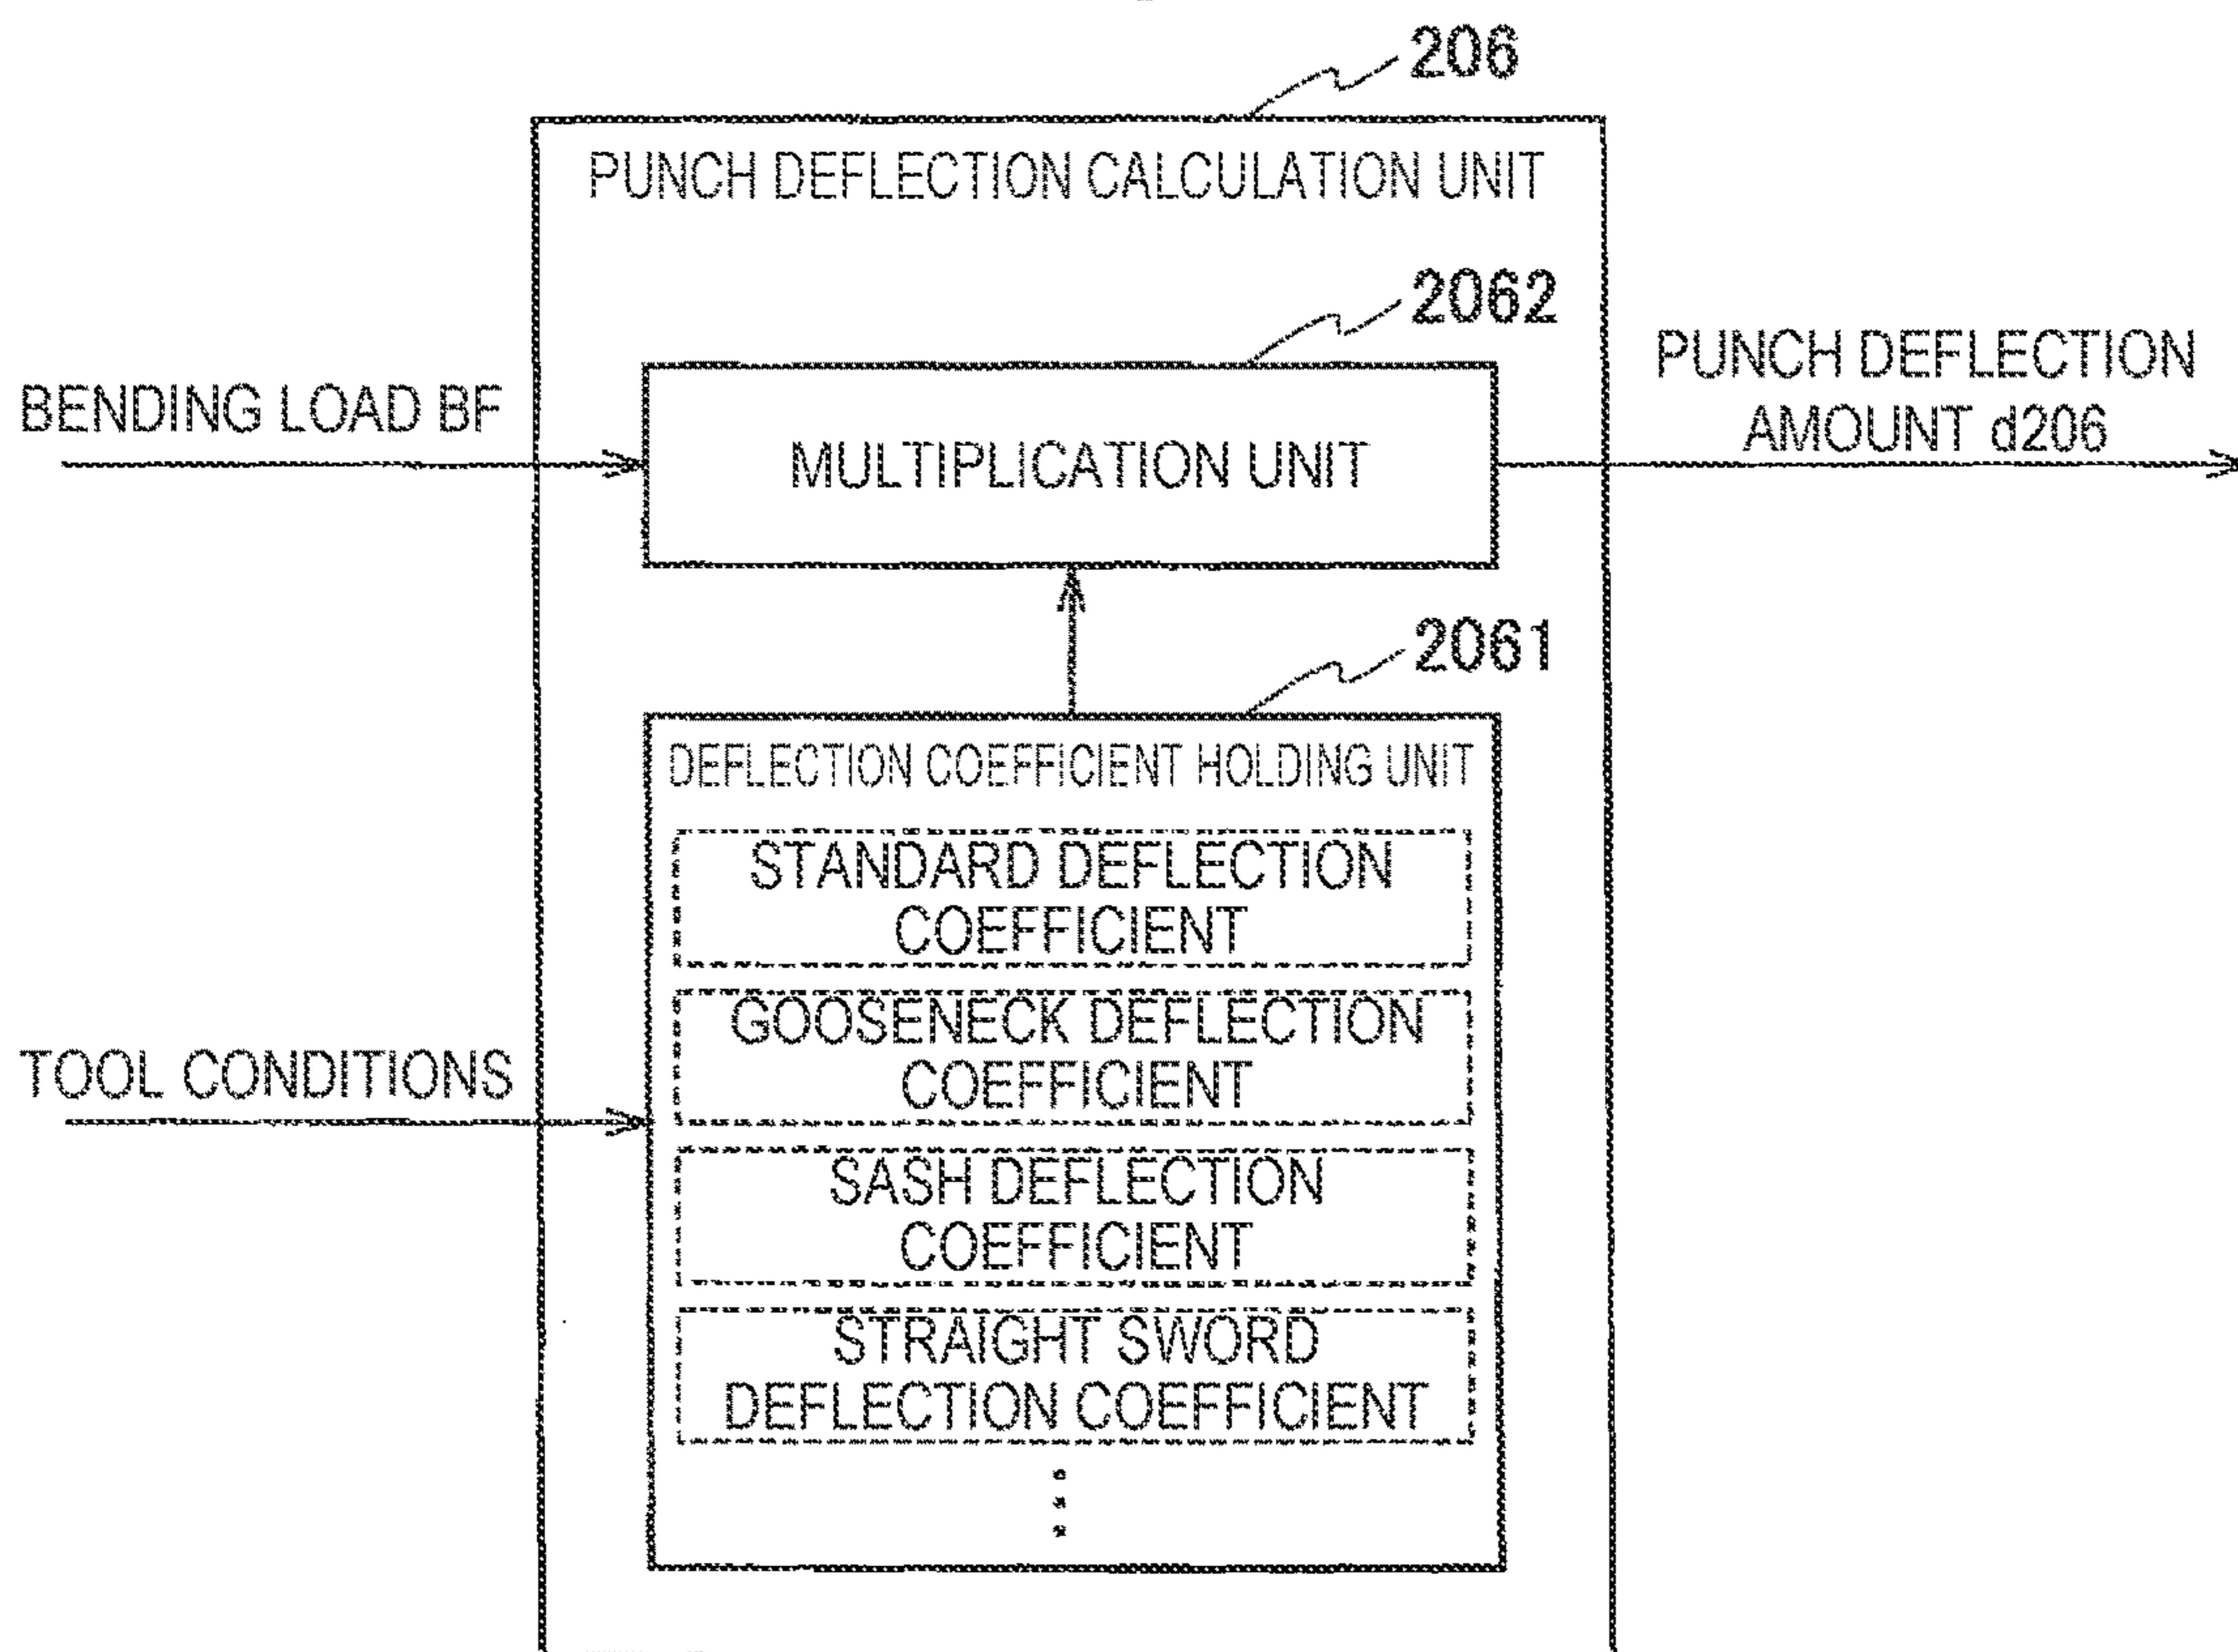 206
PUNCH DEFLECTION CALCULATION UNIT
2062
BENDING LOAD BF
MULTIPLICATION UNIT
PUNCH DEFLECTION
AMOUNT d206
2061
DEFLECTION COEFFICIENT HOLDING UNIT
STANDARD DEFLECTION
COEFFICIENT
GOOSENECK DEFLECTION
COEFFICIENT
TOOL CONDITIONS
SASH DEFLECTION
COEFFICIENT
STRAIGHT SWORD
DEFLECTION COEFFICIENT